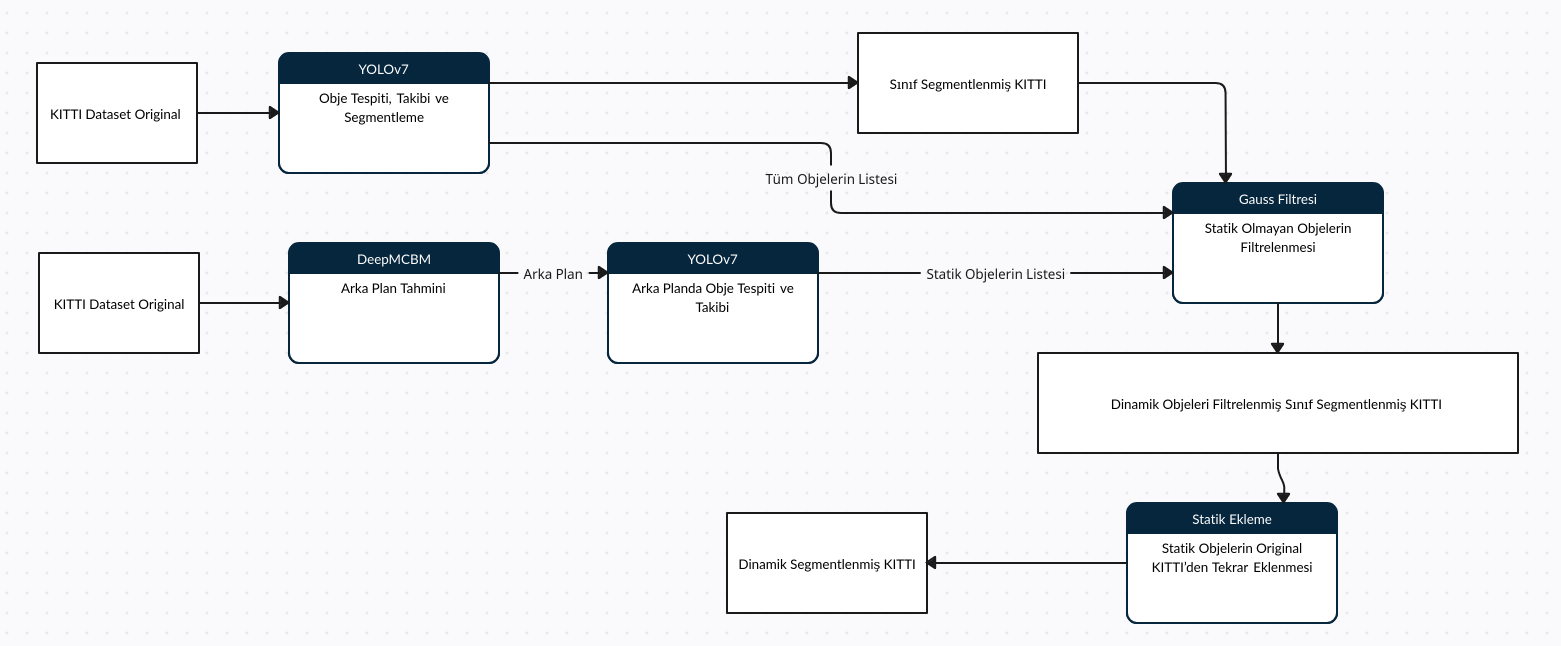 KITTI Dataset Original
YOLOv7
Obje Tespiti, Takibi ve
Segmentleme
Sınıf Segmentlenmiş KITTI
Tüm Objelerin Listesi
Gauss Filtresi
Statik Olmayan Objelerin
Filtrelenmesi
KITTI Dataset Original
DeepMCBM
Arka Plan Tahmini
Arka Plan
YOLOv7
Arka Planda Obje Tespiti ve
Takibi
Statik Objelerin Listesi
Dinamik Objeleri Filtrelenmiş Sınıf Segmentlenmiş KITTI
Statik Ekleme
Statik Objelerin Original
KITTI'den Tekrar Eklenmesi
Dinamik Segmentlenmiş KITTI